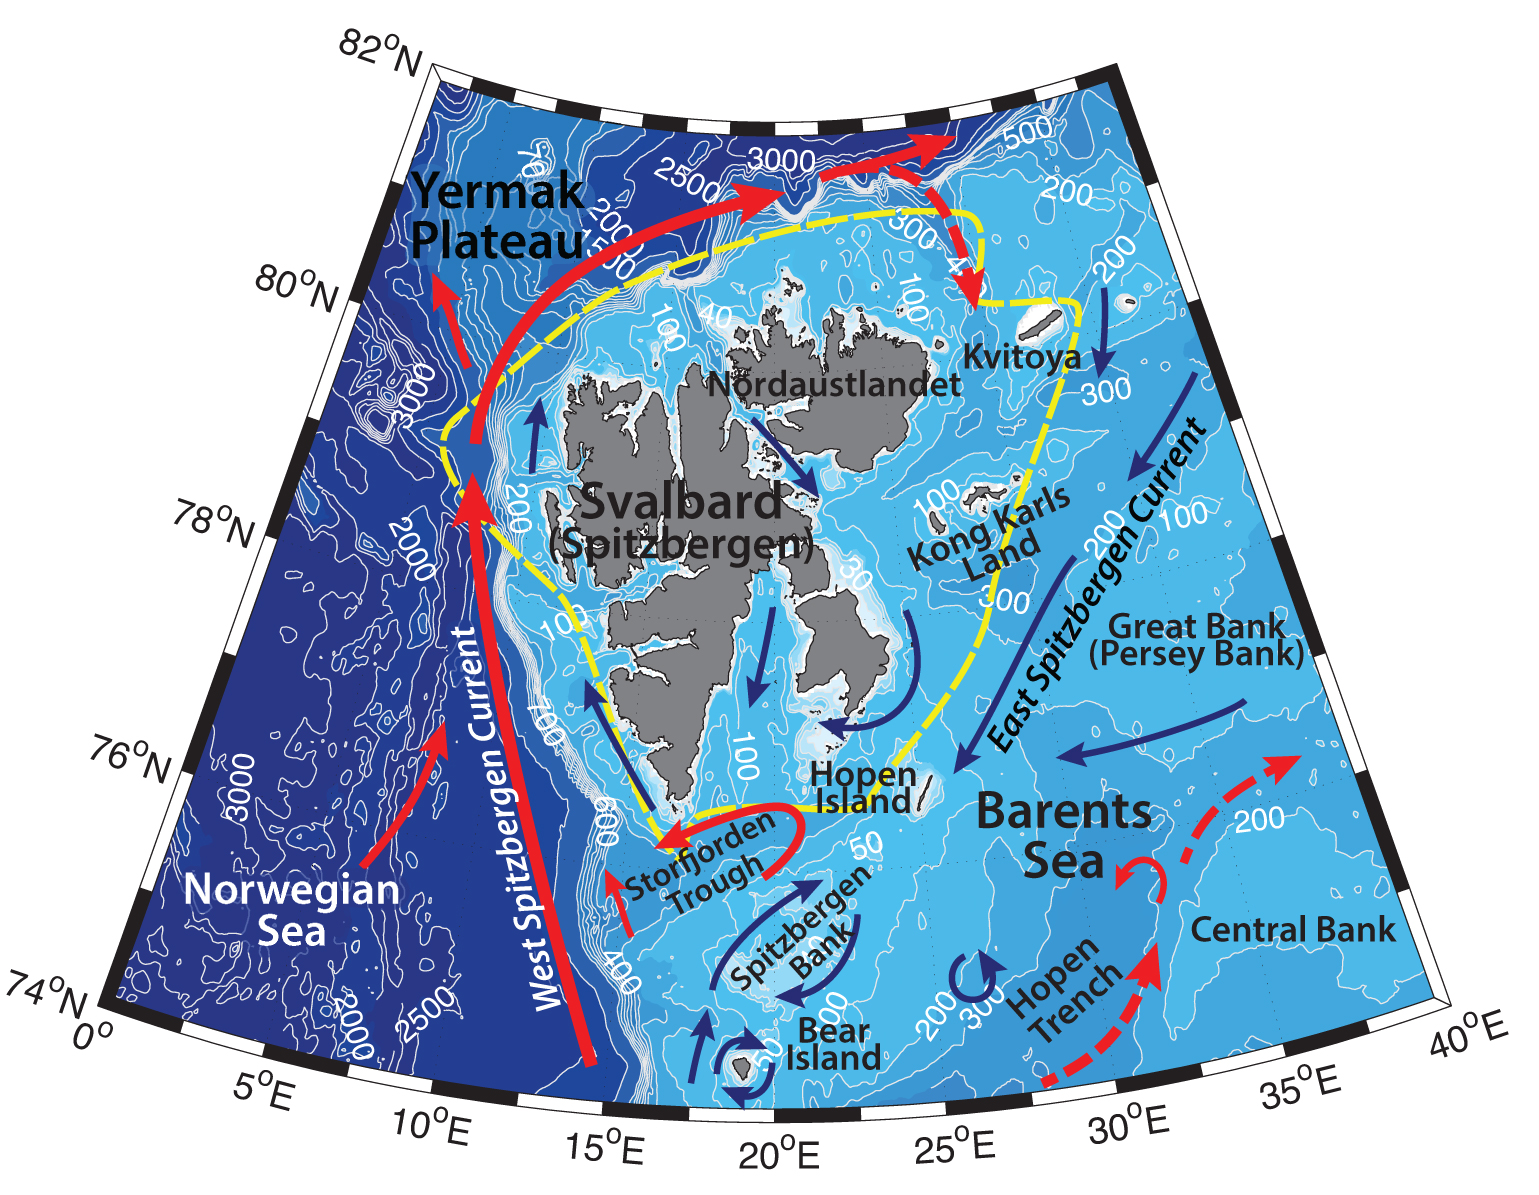 82°N
3000
500
2500
200
Yermak
Plateau
2000
1500
300
200
80°N
100
40
100
Kvitoya
Nordaustlandet
3000
300
78°N
200
Svalbard
(Spitzbergen)
100
Kong Karls
Land
East Spitzbergen Current
200
100
2000
30
300
100
Great Bank
(Persey Bank)
West Spitzbergen Current
700
76°N
3000
100
Hopen
Island
Barents
Sea
200
800
Storfjorden
Trough
50
Norwegian
Sea
Spitzbergen
Bank
Central Bank
400
Hopen
Trench
200
300
74°N
2000
2500
Bear
Island
50
0°
5°E
10°E
15°E
20°E
25°E
30°E
35°E
40°E